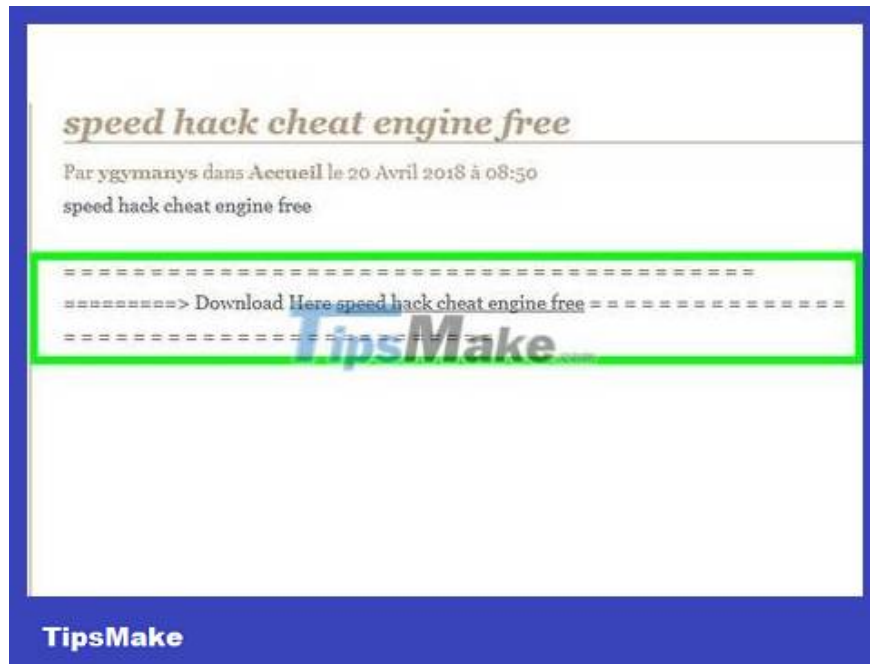 speed hack cheat engine free
Par ygymanys dans Accueil le 20 Avril 2018 à 08:50
speed hack cheat engine free
= = = = = = = = = = = = = = = = = = = = = = = = = = = = = = = = = = = = = = = =
=========> Download Here speed hack cheat engine free = = = = = = = = = = = = = = =
= = = = = = = = = = = = = = = = = = = = = = = = =
TipsMake.com
TipsMake